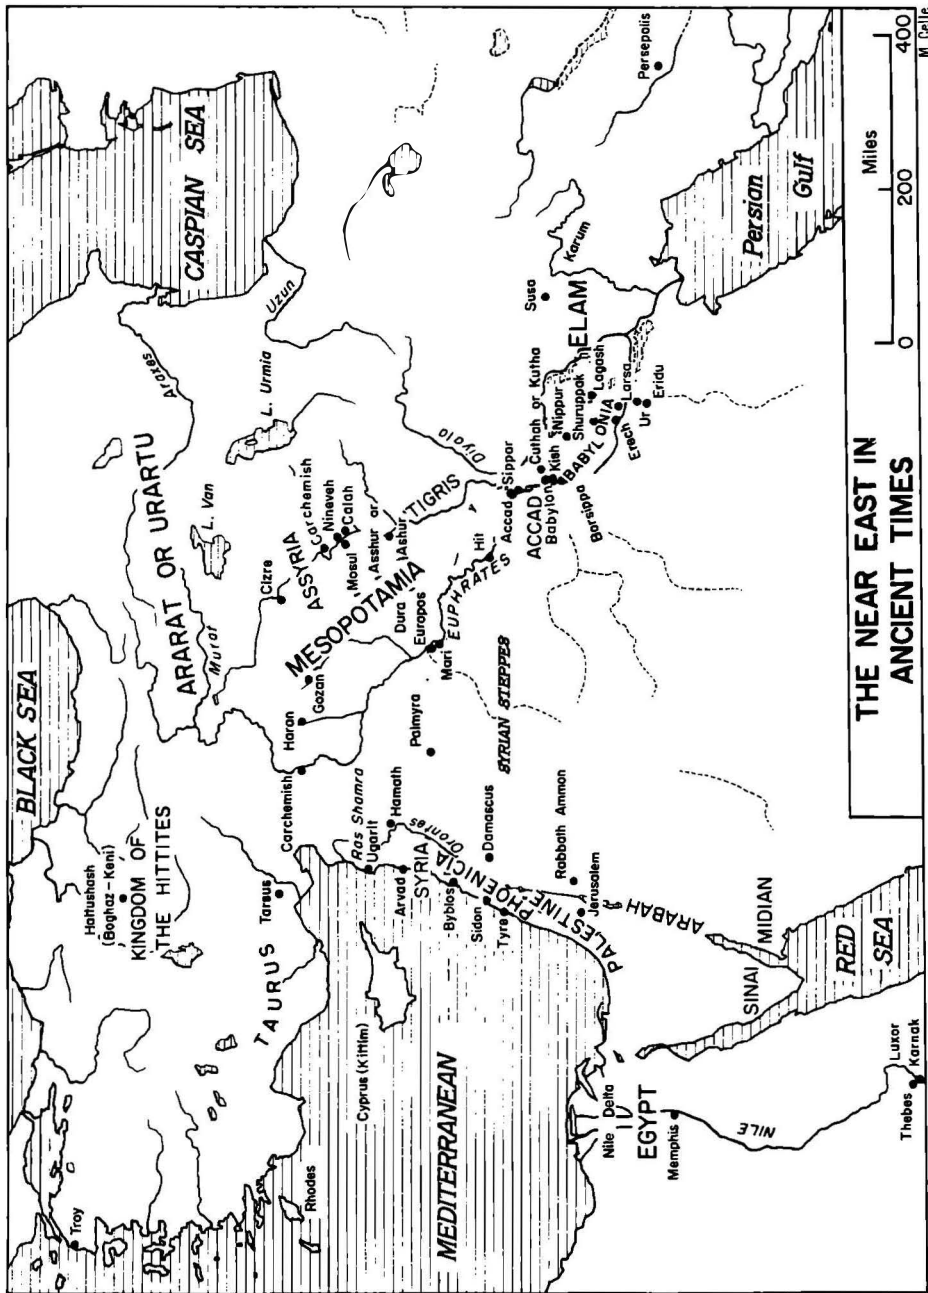 THE NEAR EAST IN
ANCIENT TIMES
0 200 400
Miles
M Celle
BLACK SEA
CASPIAN SEA
Troy
Hattushash
(Boghaz-Keni)
KINGDOM OF
THE HITTITES
ARARAT OR URARTU
Araxes
Murat
L. Van
L. Urmia
Uzun
TAURUS
Tarsus
Rhodes
Carchemish
Haran
Gozan
Cizre
ASSYRIA
Carchemish
Nineveh
Calah
Mosul
Asshur or
Ashur
MESOPOTAMIA
TIGRIS
Diyala
Cyprus (Kittim)
Ras Shamra
Ugarit
Hamath
Arvad
SYRIA
Orontes
Palmyra
Dura
Europos
Mari
EUPHRATES
Hit
MEDITERRANEAN
Byblos
PHOENICIA
Sidon
Tyre
Damascus
SYRIAN STEPPES
Accad
Sippar
ACCAD
Babylon
Cuthah or Kutha
Kish
Nippur
Shuruppak
Borsippa
BABYLONIA
Lagash
Larsa
Erech
Ur
Eridu
Susa
ELAM
Karum
Persepolis
Persian
Gulf
PALESTINE
Rabbath Ammon
Jerusalem
ARABAH
Nile Delta
EGYPT
Memphis
NILE
SINAI
MIDIAN
RED
SEA
Thebes
Luxor
Karnak